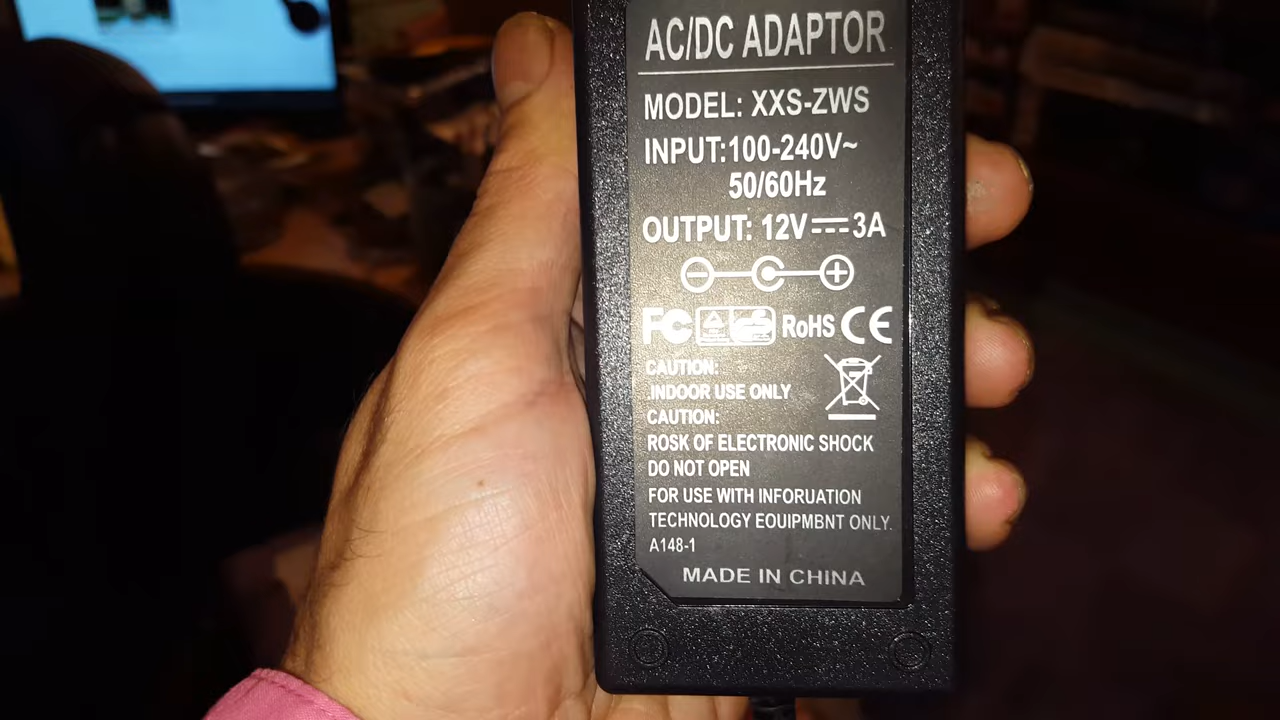 AC/DC ADAPTOR
MODEL: XXS-ZWS
INPUT:100-240V~
50/60Hz
OUTPUT: 12V⎓3A
FC RoHS CE
CAUTION:
.INDOOR USE ONLY
CAUTION:
ROSK OF ELECTRONIC SHOCK
DO NOT OPEN
FOR USE WITH INFORUATION
TECHNOLOGY EOUIPMBNT ONLY.
A148-1
MADE IN CHINA